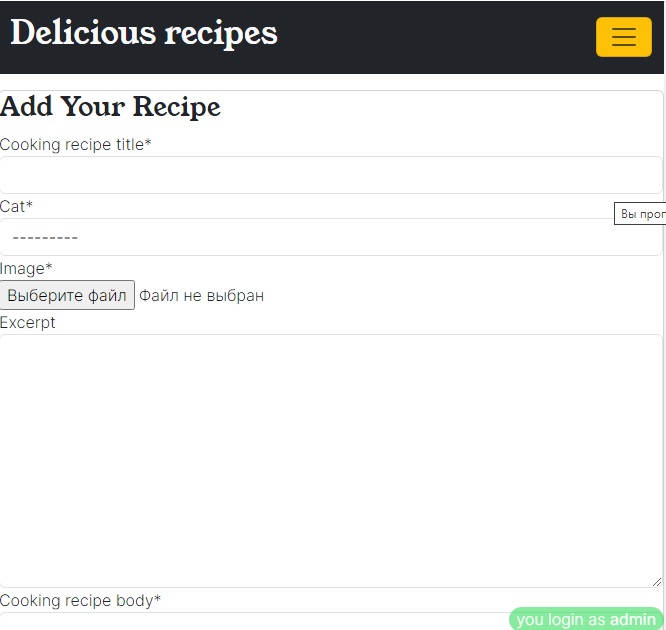 Delicious recipes
Add Your Recipe
Cooking recipe title*
Cat*
Вы
---------
Image*
Выберите файл Файл не выбран
Excerpt
Cooking recipe body*
you login as admin